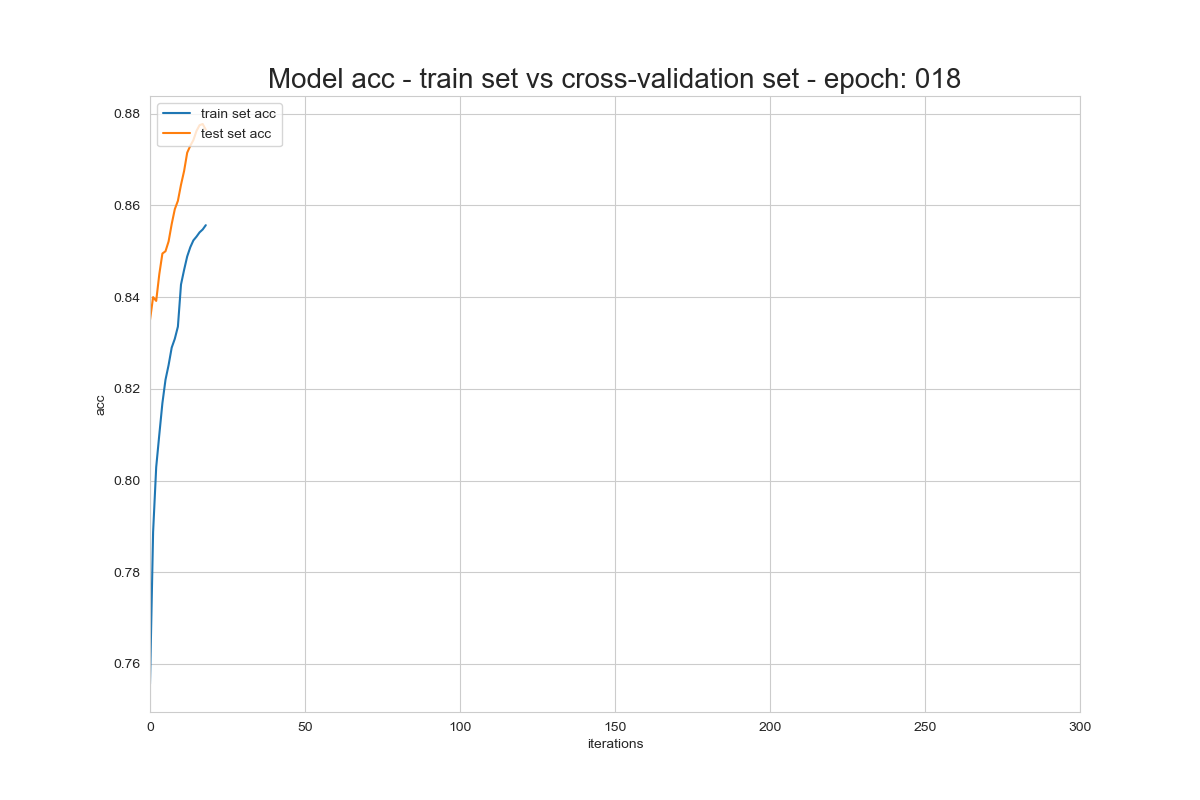 Model acc - train set vs cross-validation set - epoch: 018
train set acc
test set acc
0.88
0.86
0.84
0.82
0.80
0.78
0.76
acc
0 50 100 150 200 250 300
iterations